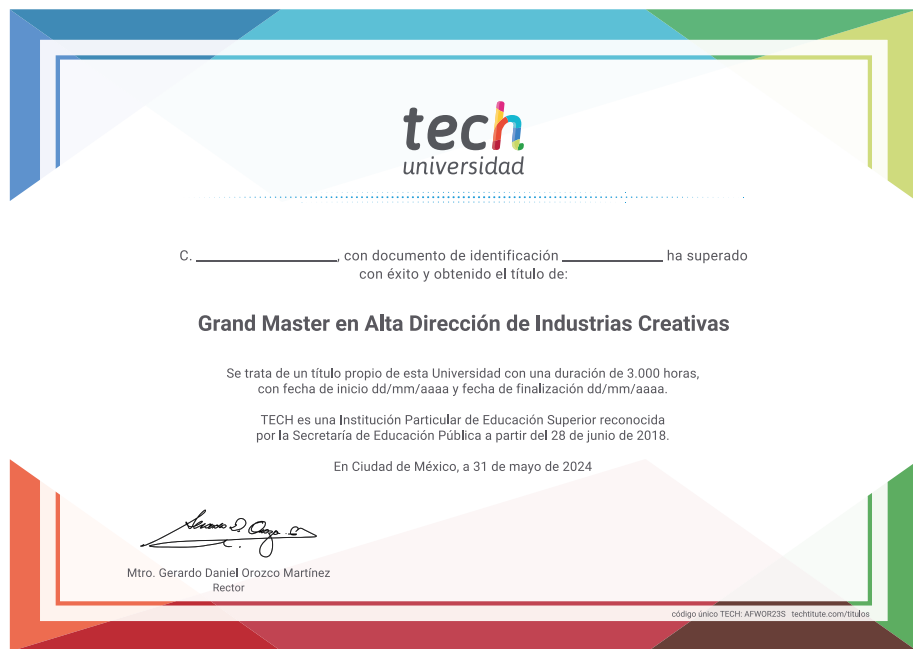 tech
universidad
C. ____________, con documento de identificación ____________ ha superado
con éxito y obtenido el título de:
Grand Master en Alta Dirección de Industrias Creativas
Se trata de un título propio de esta Universidad con una duración de 3.000 horas,
con fecha de inicio dd/mm/aaaa y fecha de finalización dd/mm/aaaa.
TECH es una Institución Particular de Educación Superior reconocida
por la Secretaría de Educación Pública a partir del 28 de junio de 2018.
En Ciudad de México, a 31 de mayo de 2024
Mtro. Gerardo Daniel Orozco Martínez
Rector
código único TECH: AFWOR23S techtitute.com/titulos